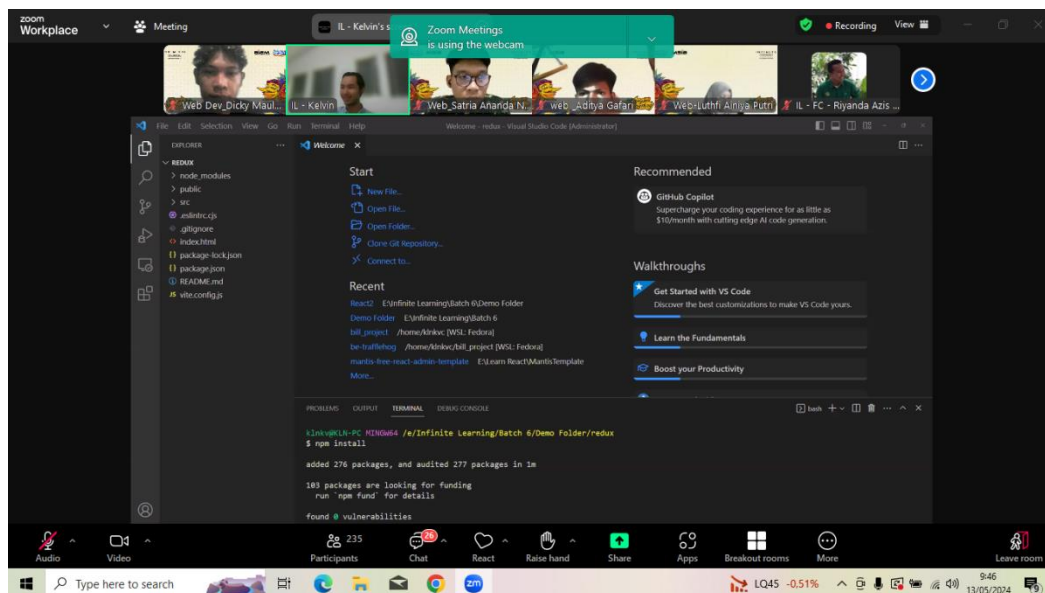 zoom
Workplace
Meeting
IL - Kelvin's s
Zoom Meetings
is using the webcam
Recording
View
Web Dev_Dicky Maul...
IL - Kelvin
Web_Satria Ananda N...
web _Aditya Gafari
Web-Luthfi Ainiya Putri
IL - FC - Riyanda Azis ...
File Edit Selection View Go Run Terminal Help
Welcome - redux - Visual Studio Code [Administrator]
EXPLORER
REDUX
node_modules
public
src
.eslintrc.cjs
.gitignore
index.html
package-lock.json
package.json
README.md
vite.config.js
Welcome
Start
New File...
Open File...
Open Folder...
Clone Git Repository...
Connect to...
Recent
React2 E:\Infinite Learning\Batch 6\Demo Folder
Demo Folder E:\Infinite Learning\Batch 6
bill_project /home/klnkvc [WSL: Fedora]
be-trafflehog /home/klnkvc/bill_project [WSL: Fedora]
mantis-free-react-admin-template E:\Learn React\MantisTemplate
More...
Recommended
GitHub Copilot
Supercharge your coding experience for as little as
$10/month with cutting edge AI code generation.
Walkthroughs
Get Started with VS Code
Discover the best customizations to make VS Code yours.
Learn the Fundamentals
Boost your Productivity
PROBLEMS OUTPUT TERMINAL DEBUG CONSOLE
bash
klnkv@KLN-PC MINGW64 /e/Infinite Learning/Batch 6/Demo Folder/redux
$ npm install
added 276 packages, and audited 277 packages in 1m
103 packages are looking for funding
run `npm fund` for details
found 0 vulnerabilities
Audio
Video
235
Participants
26
Chat
React
Raise hand
Share
Apps
Breakout rooms
More
Leave room
Type here to search
zm
LQ45 -0.51%
9:46
13/05/2024
9